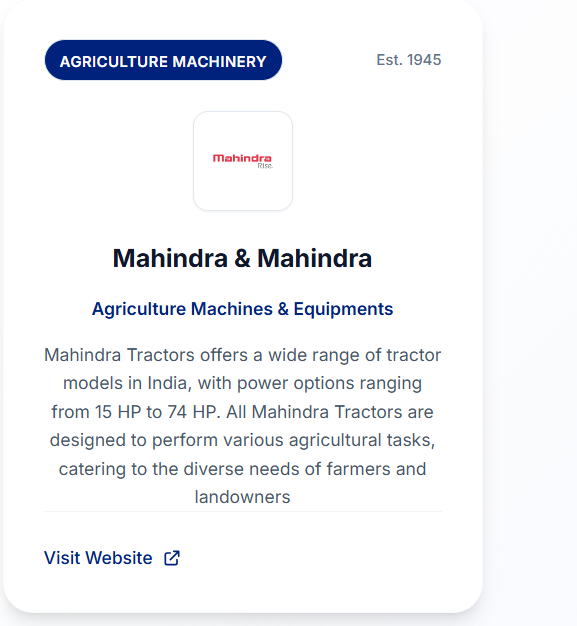 AGRICULTURE MACHINERY
Est. 1945
Mahindra
Rise.
Mahindra & Mahindra
Agriculture Machines & Equipments
Mahindra Tractors offers a wide range of tractor
models in India, with power options ranging
from 15 HP to 74 HP. All Mahindra Tractors are
designed to perform various agricultural tasks,
catering to the diverse needs of farmers and
landowners
Visit Website